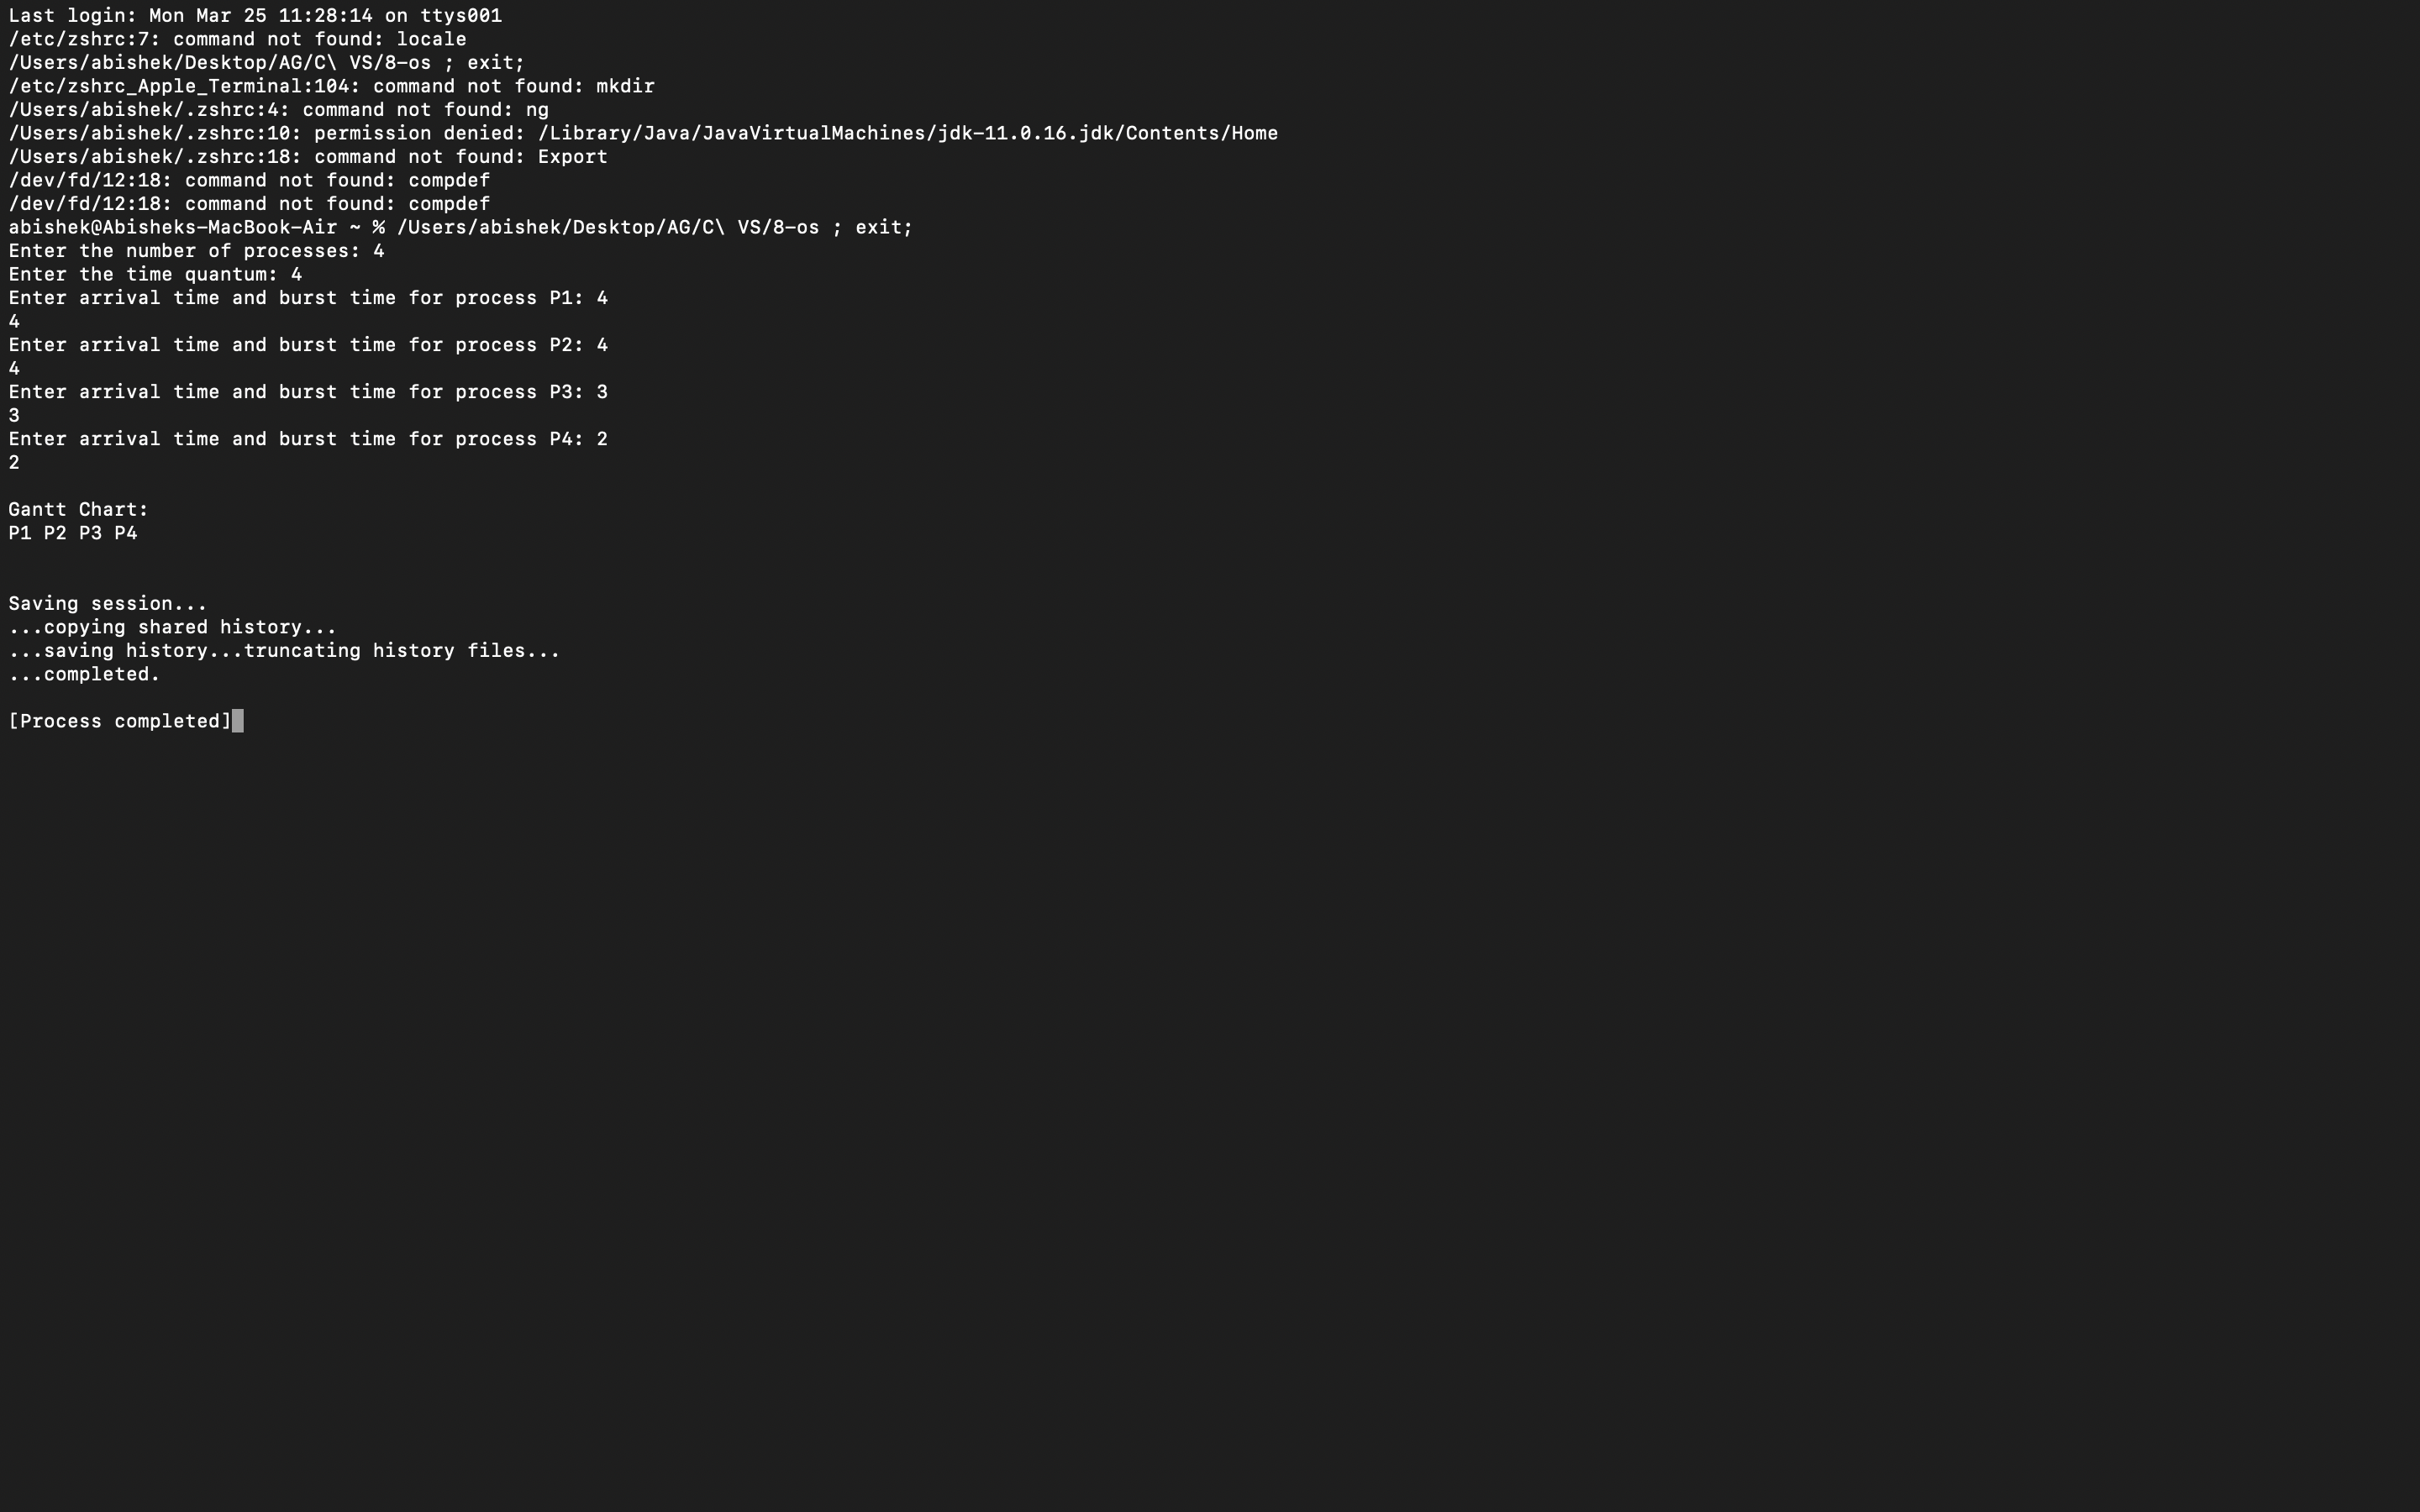 Last login: Mon Mar 25 11:28:14 on ttys001
/etc/zshrc:7: command not found: locale
/Users/abishek/Desktop/AG/C\ VS/8-os ; exit;
/etc/zshrc_Apple_Terminal:104: command not found: mkdir
/Users/abishek/.zshrc:4: command not found: ng
/Users/abishek/.zshrc:10: permission denied: /Library/Java/JavaVirtualMachines/jdk-11.0.16.jdk/Contents/Home
/Users/abishek/.zshrc:18: command not found: Export
/dev/fd/12:18: command not found: compdef
/dev/fd/12:18: command not found: compdef
abishek@Abisheks-MacBook-Air ~ % /Users/abishek/Desktop/AG/C\ VS/8-os ; exit;
Enter the number of processes: 4
Enter the time quantum: 4
Enter arrival time and burst time for process P1: 4
4
Enter arrival time and burst time for process P2: 4
4
Enter arrival time and burst time for process P3: 3
3
Enter arrival time and burst time for process P4: 2
2
Gantt Chart:
P1 P2 P3 P4
Saving session...
...copying shared history...
...saving history...truncating history files...
...completed.
[Process completed]